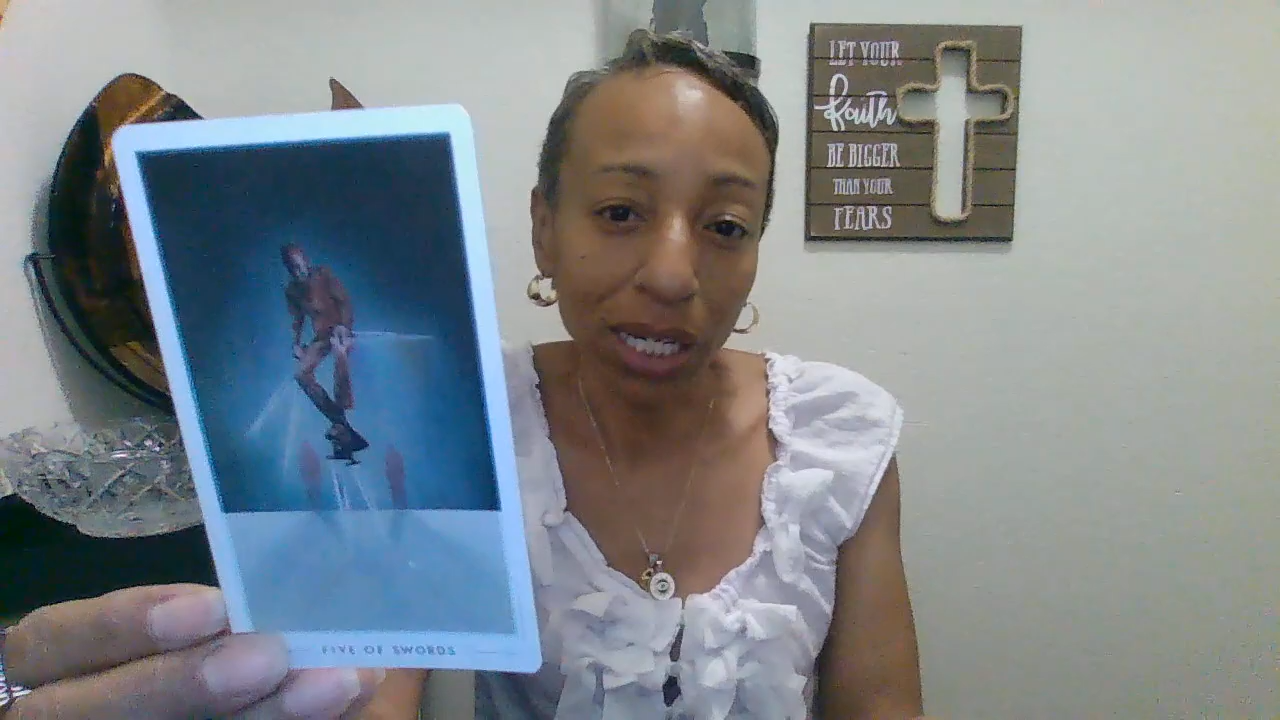 LET YOUR
faith
BE BIGGER
THAN YOUR
FEARS
FIVE OF SWORDS